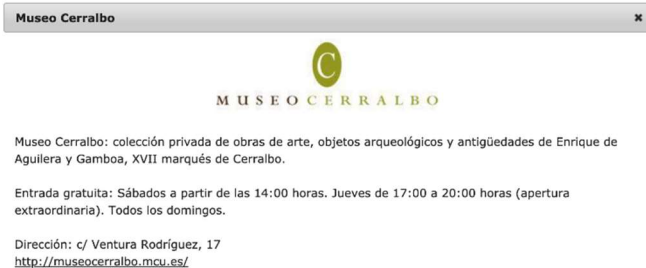 Museo Cerralbo
C
MUSEOCERRALBO
Museo Cerralbo: colección privada de obras de arte, objetos arqueológicos y antigüedades de Enrique de
Aguilera y Gamboa, XVII marqués de Cerralbo.
Entrada gratuita: Sábados a partir de las 14:00 horas. Jueves de 17:00 a 20:00 horas (apertura
extraordinaria). Todos los domingos.
Dirección: c/ Ventura Rodríguez, 17
http://museocerralbo.mcu.es/